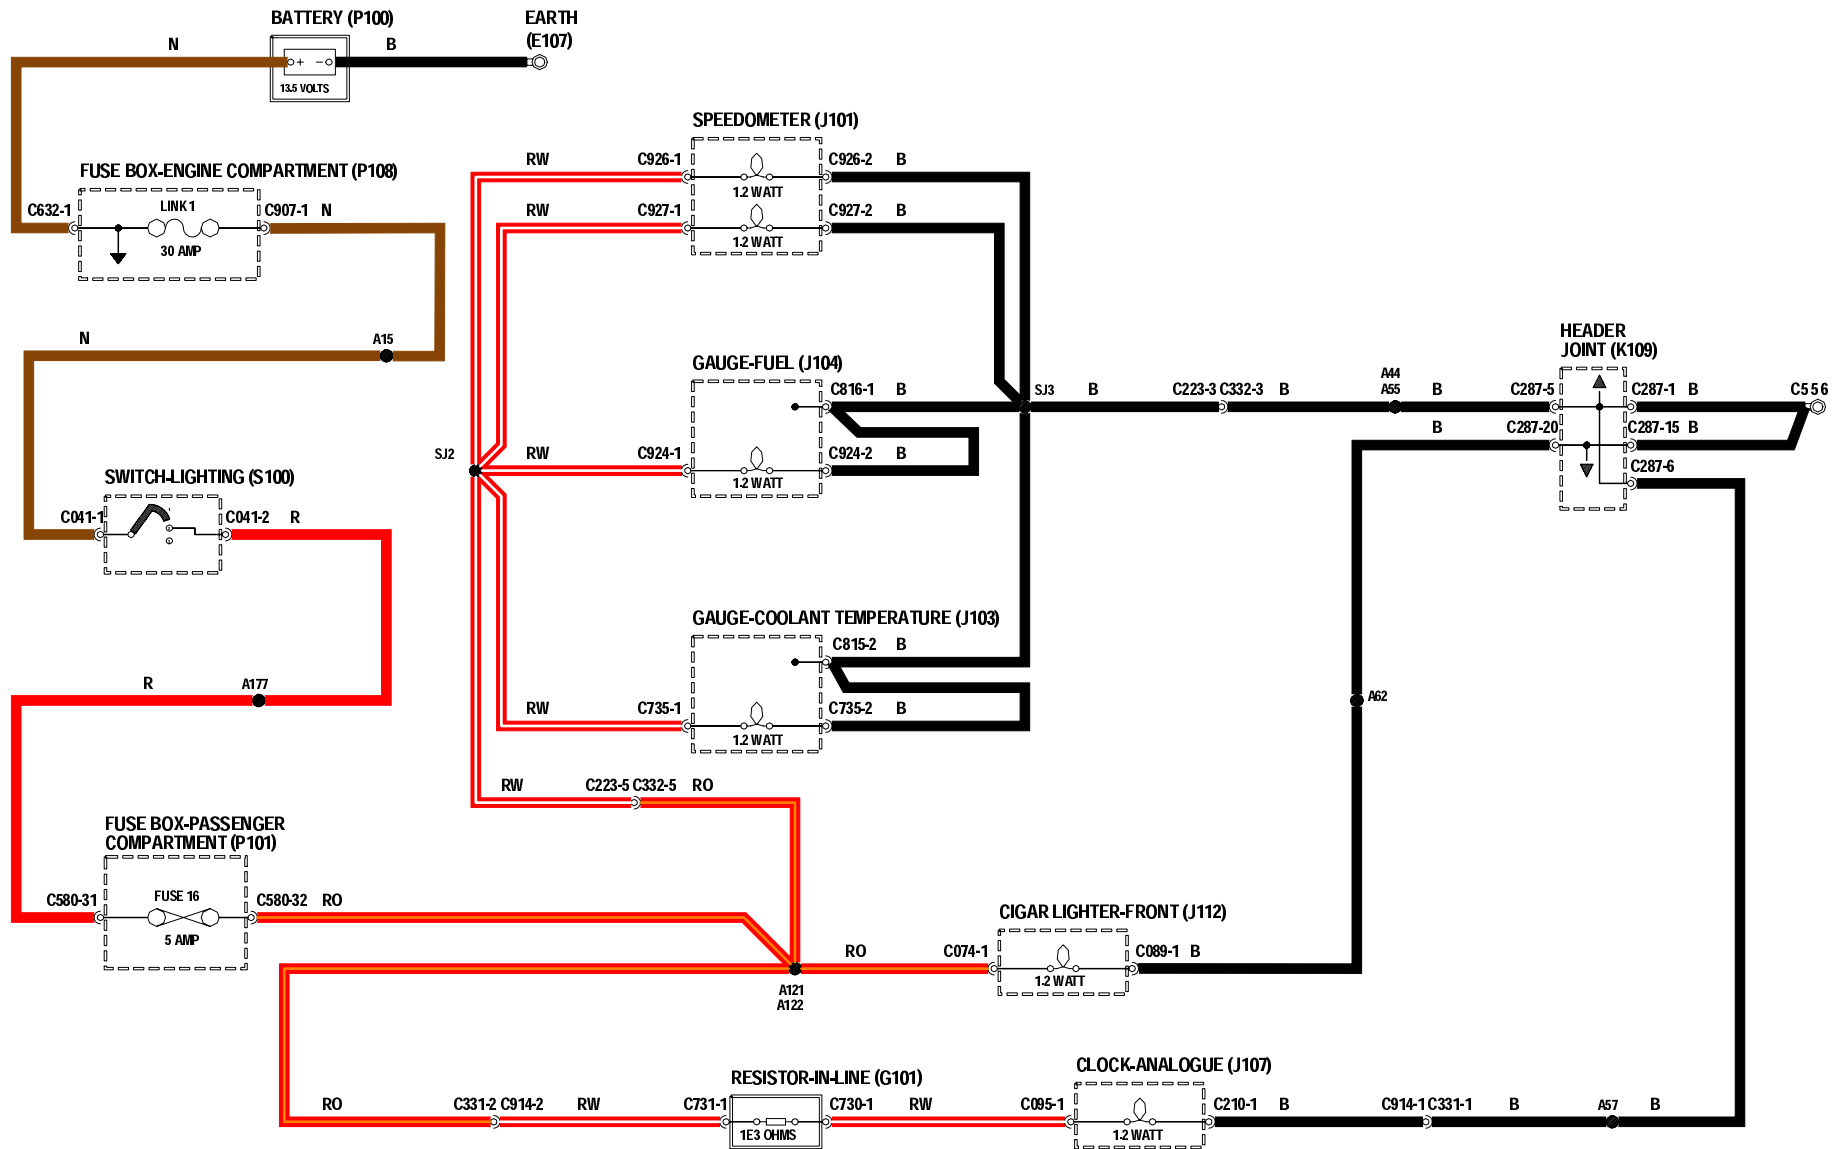 BATTERY (P100)
EARTH
(E107)
N
B
+ −
13.5 VOLTS
SPEEDOMETER (J101)
RW
C926-1
C926-2
B
1.2 WATT
RW
C927-1
C927-2
B
1.2 WATT
FUSE BOX-ENGINE COMPARTMENT (P108)
C632-1
LINK 1
C907-1
N
30 AMP
N
A15
GAUGE-FUEL (J104)
C816-1
B
SJ3
B
C223-3
C332-3
B
A44
A55
B
HEADER
JOINT (K109)
C287-5
C287-1
B
C556
C287-20
B
C287-15
B
C287-6
SJ2
RW
C924-1
C924-2
B
1.2 WATT
SWITCH-LIGHTING (S100)
C041-1
C041-2
R
GAUGE-COOLANT TEMPERATURE (J103)
C815-2
B
RW
C735-1
C735-2
B
1.2 WATT
R
A177
A62
RW
C223-5
C332-5
RO
FUSE BOX-PASSENGER
COMPARTMENT (P101)
C580-31
FUSE 16
C580-32
RO
5 AMP
CIGAR LIGHTER-FRONT (J112)
RO
C074-1
C089-1
B
1.2 WATT
A121
A122
RESISTOR-IN-LINE (G101)
CLOCK-ANALOGUE (J107)
RO
C331-2
C914-2
RW
C731-1
C730-1
RW
C095-1
C210-1
B
C914-1
C331-1
B
A57
B
1E3 OHMS
1.2 WATT